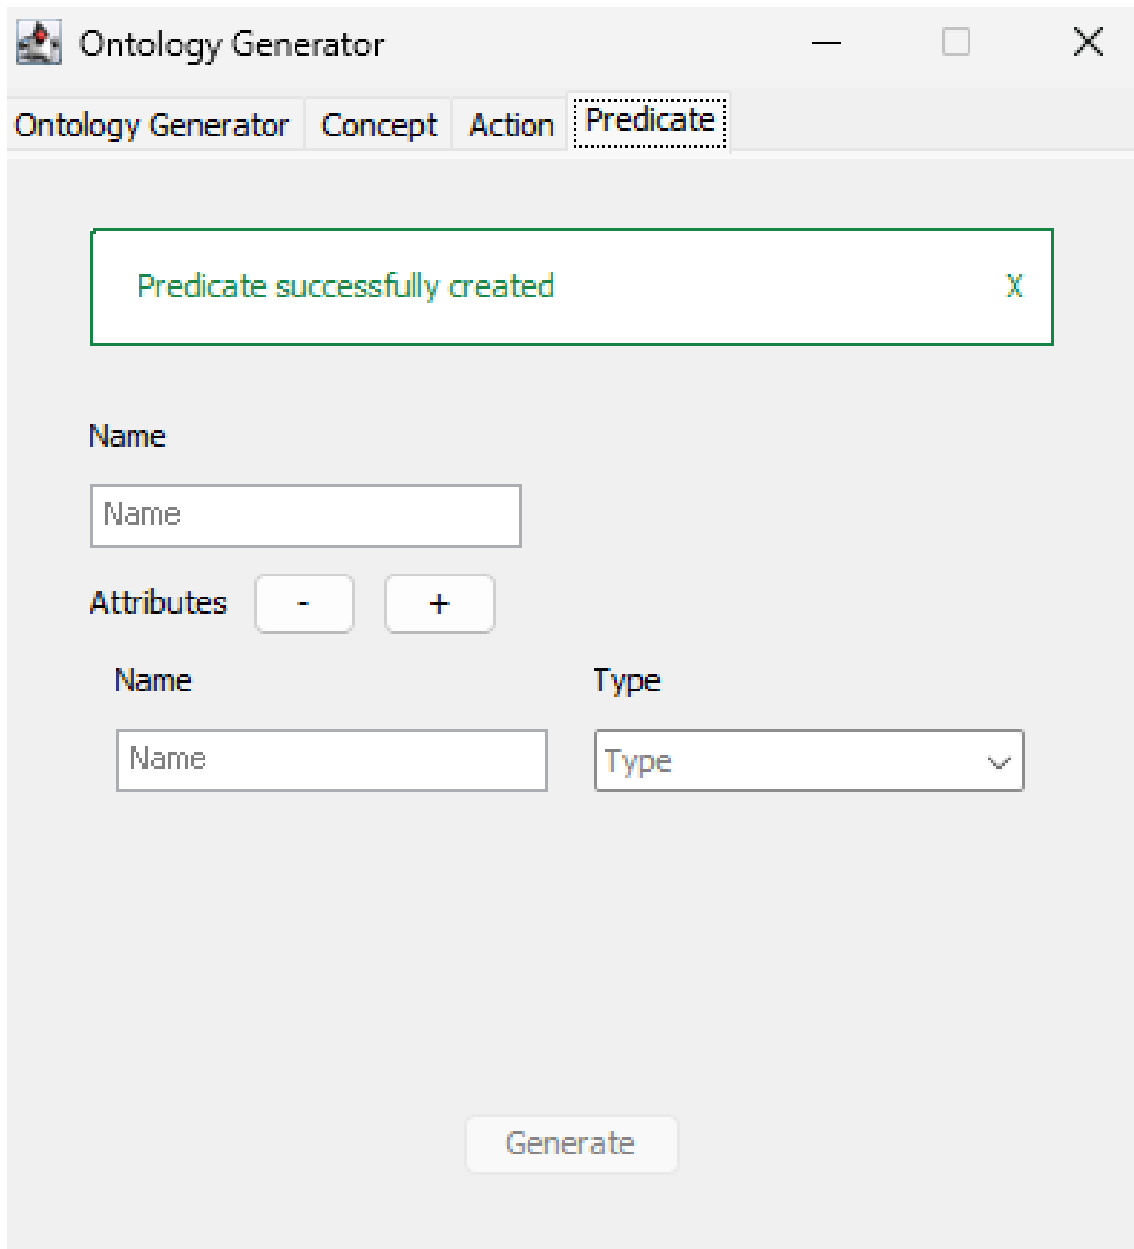 Ontology Generator
Ontology Generator Concept Action Predicate
Predicate successfully created X
Name
Name
Attributes - +
Name Type
Name Type
Generate